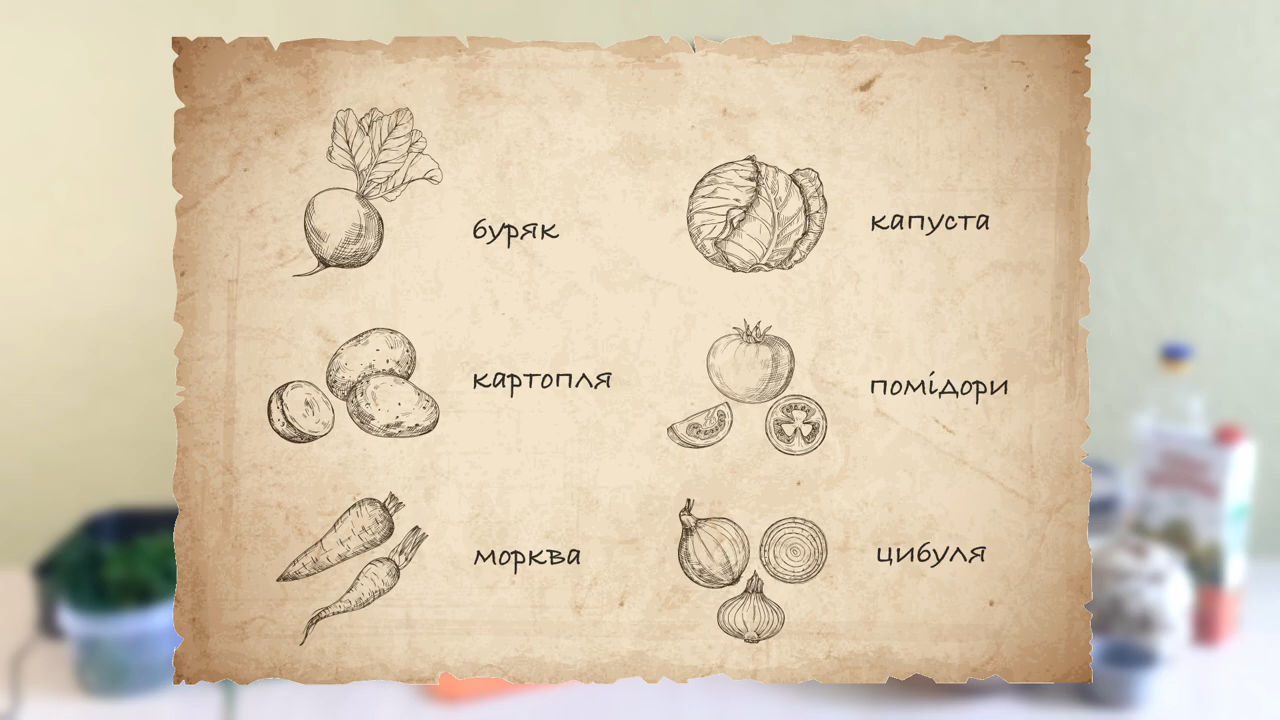 буряк
капуста
картопля
помідори
морква
цибуля